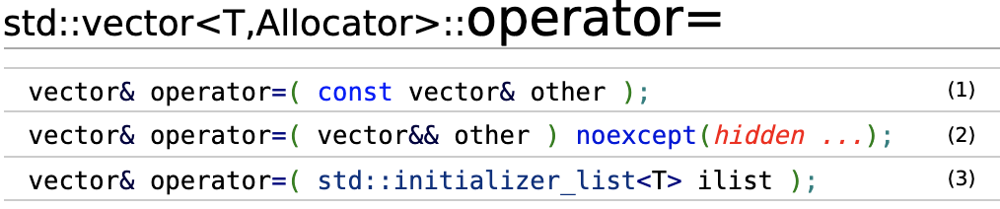 std::vector<T,Allocator>::operator=
vector& operator=( const vector& other ); (1)
vector& operator=( vector&& other ) noexcept(hidden ...); (2)
vector& operator=( std::initializer_list<T> ilist ); (3)